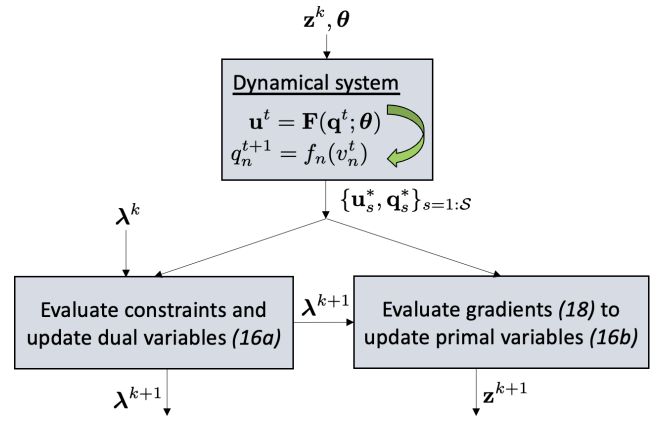 𝐳^k, 𝜽
Dynamical system
𝐮^t = 𝐅(𝐪^t; 𝜽)
q_n^{t+1} = f_n(v_n^t)
{𝐮_s^*, 𝐪_s^*}_{s=1:𝒮}
𝝀^k
Evaluate constraints and
update dual variables (16a)
𝝀^{k+1}
Evaluate gradients (18) to
update primal variables (16b)
𝝀^{k+1}
𝐳^{k+1}